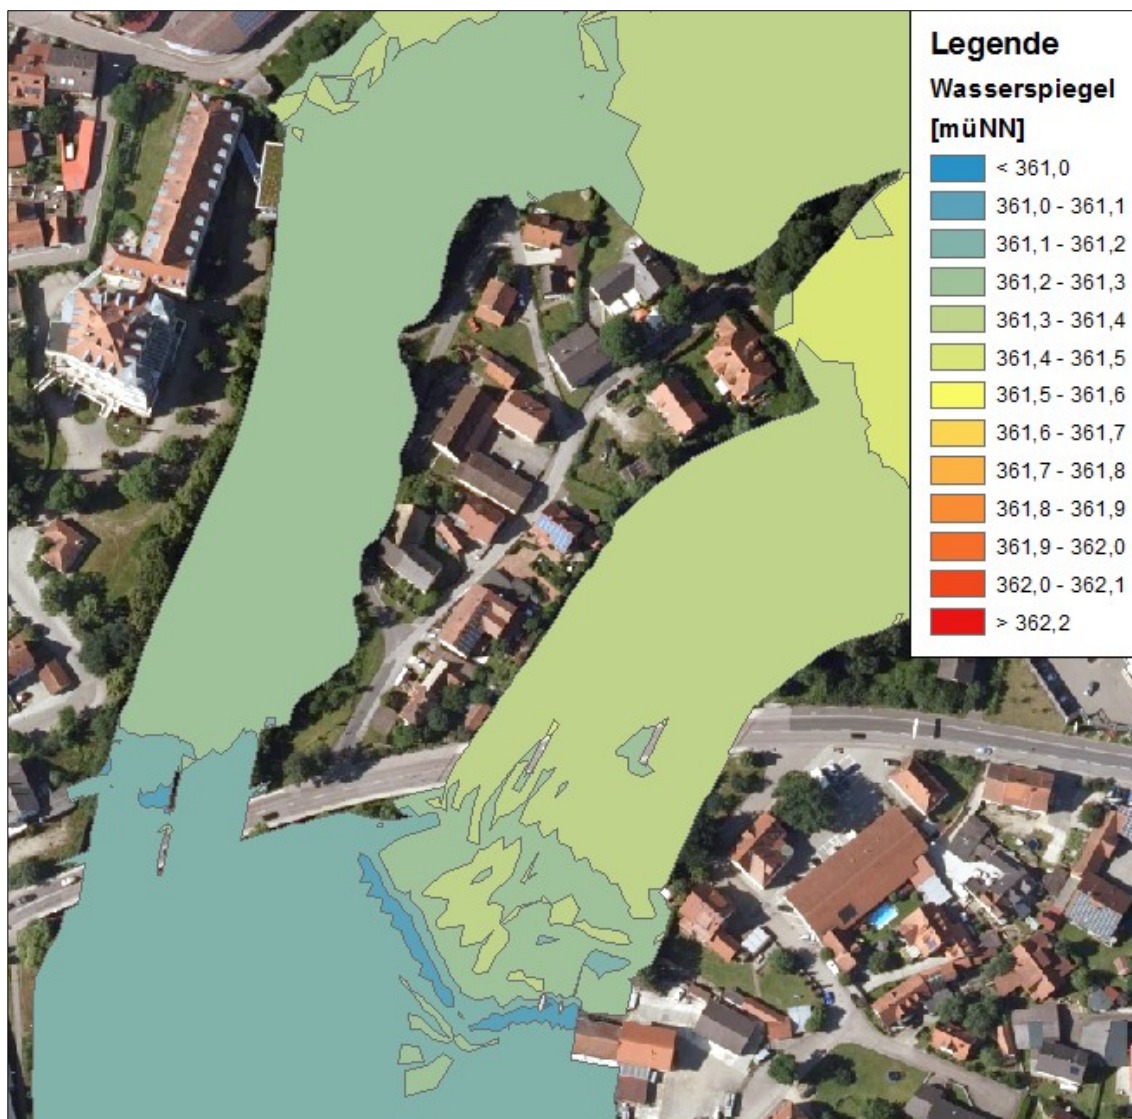 Legende
Wasserspiegel
[müNN]
< 361,0
361,0 - 361,1
361,1 - 361,2
361,2 - 361,3
361,3 - 361,4
361,4 - 361,5
361,5 - 361,6
361,6 - 361,7
361,7 - 361,8
361,8 - 361,9
361,9 - 362,0
362,0 - 362,1
> 362,2